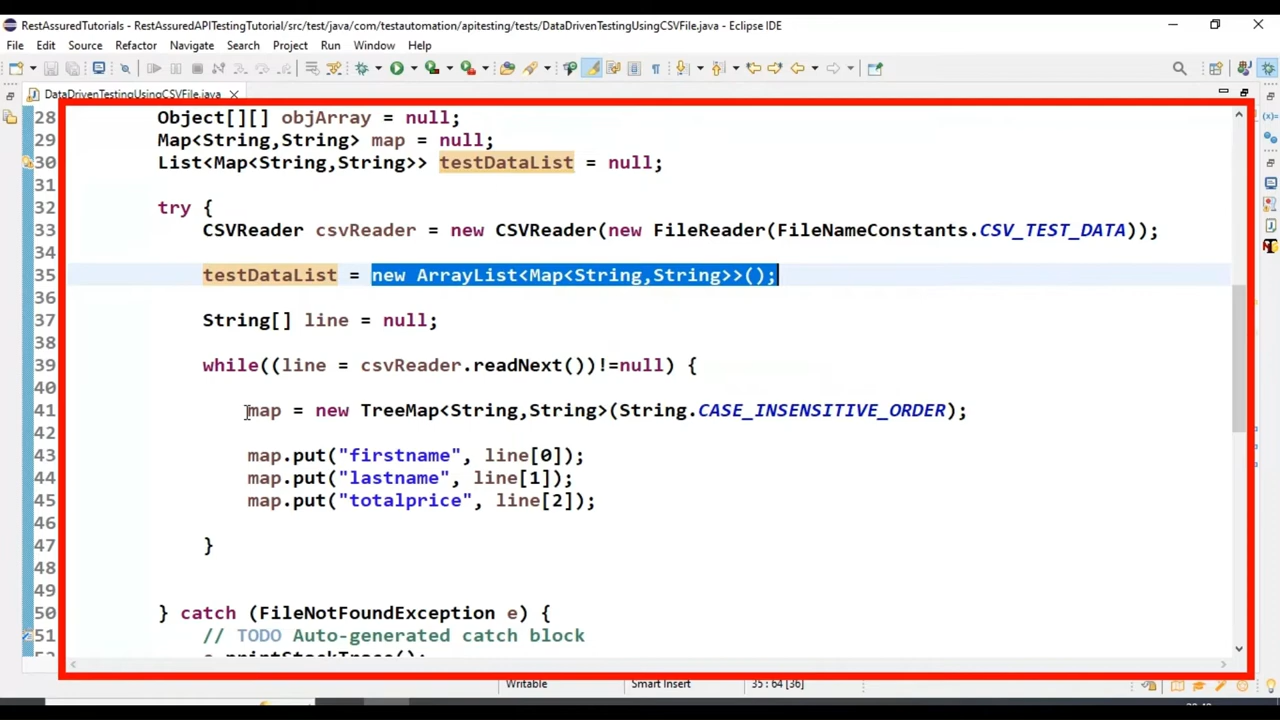 RestAssuredTutorials - RestAssuredAPITestingTutorial/src/test/java/com/testautomation/apitesting/tests/DataDrivenTestingUsingCSVFile.java - Eclipse IDE
File Edit Source Refactor Navigate Search Project Run Window Help
DataDrivenTestingUsingCSVFile.java
28 Object[][] objArray = null;
29 Map<String,String> map = null;
30 List<Map<String,String>> testDataList = null;
31
32 try {
33 CSVReader csvReader = new CSVReader(new FileReader(FileNameConstants.CSV_TEST_DATA));
34
35 testDataList = new ArrayList<Map<String,String>>();
36
37 String[] line = null;
38
39 while((line = csvReader.readNext())!=null) {
40
41 map = new TreeMap<String,String>(String.CASE_INSENSITIVE_ORDER);
42
43 map.put("firstname", line[0]);
44 map.put("lastname", line[1]);
45 map.put("totalprice", line[2]);
46
47 }
48
49
50 } catch (FileNotFoundException e) {
51 // TODO Auto-generated catch block
e.printStackTrace();
Writable Smart Insert 35 : 64 [36]